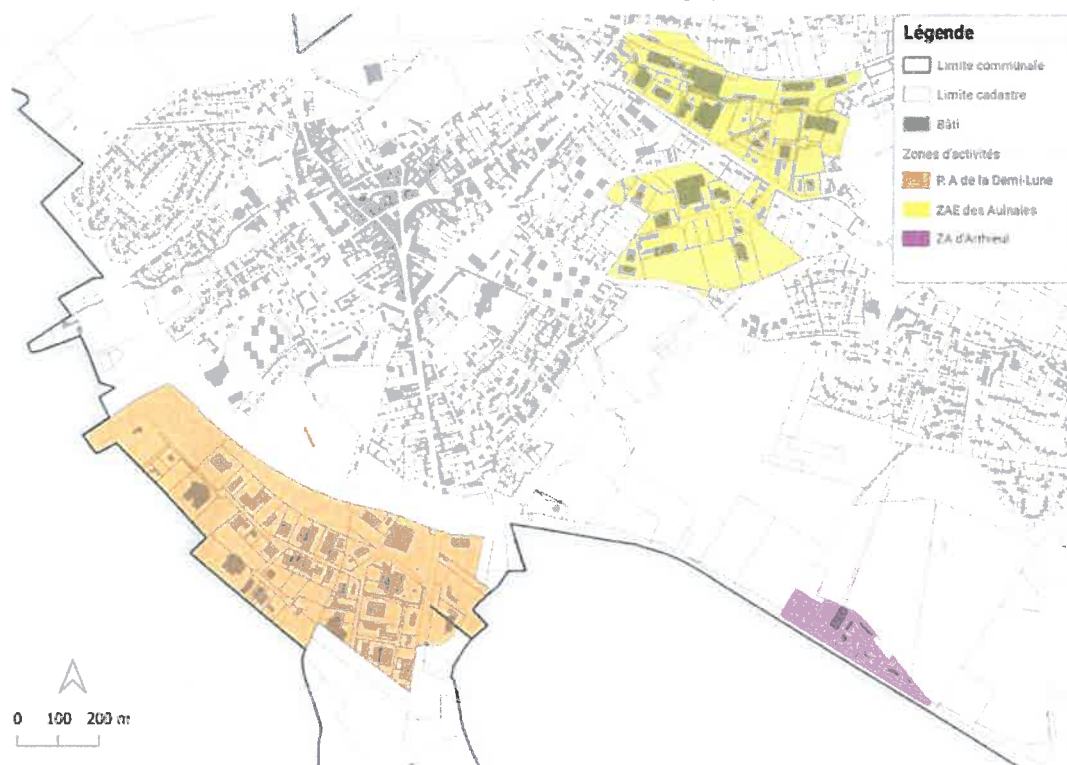 Légende
Limite communale
Limite cadastre
Bâti
Zones d'activités
P. A de la Demi-Lune
ZAE des Aulnaies
ZA d'Arthieul
0 100 200 m